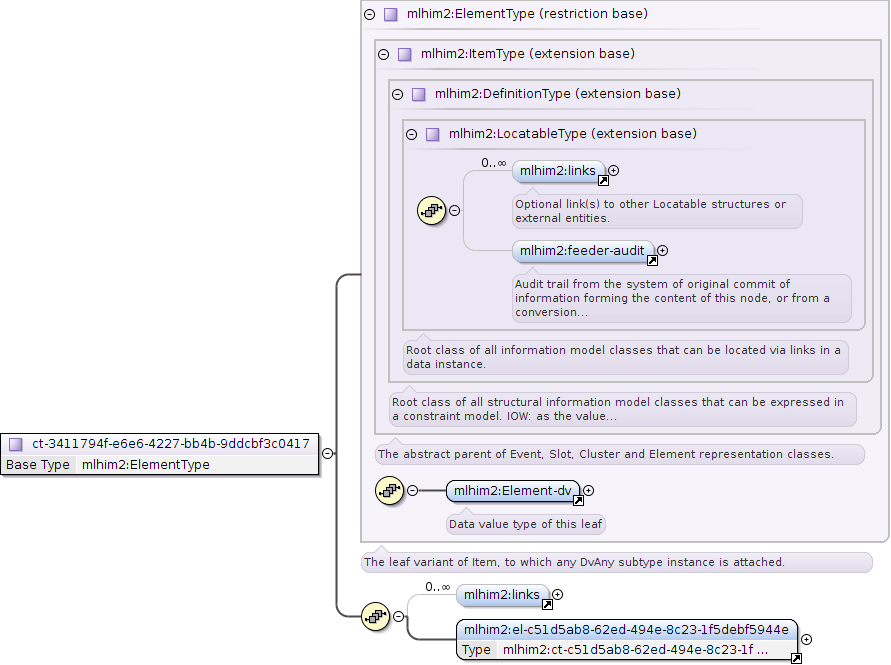 mlhim2:ElementType (restriction base)
mlhim2:ItemType (extension base)
mlhim2:DefinitionType (extension base)
mlhim2:LocatableType (extension base)
0..∞
mlhim2:links
Optional link(s) to other Locatable structures or
external entities.
mlhim2:feeder-audit
Audit trail from the system of original commit of
information forming the content of this node, or from a
conversion...
Root class of all information model classes that can be located via links in a
data instance.
Root class of all structural information model classes that can be expressed in
a constraint model. IOW: as the value...
The abstract parent of Event, Slot, Cluster and Element representation classes.
ct-3411794f-e6e6-4227-bb4b-9ddcbf3c0417
Base Type mlhim2:ElementType
mlhim2:Element-dv
Data value type of this leaf
The leaf variant of Item, to which any DvAny subtype instance is attached.
0..∞
mlhim2:links
mlhim2:el-c51d5ab8-62ed-494e-8c23-1f5debf5944e
Type mlhim2:ct-c51d5ab8-62ed-494e-8c23-1f ...